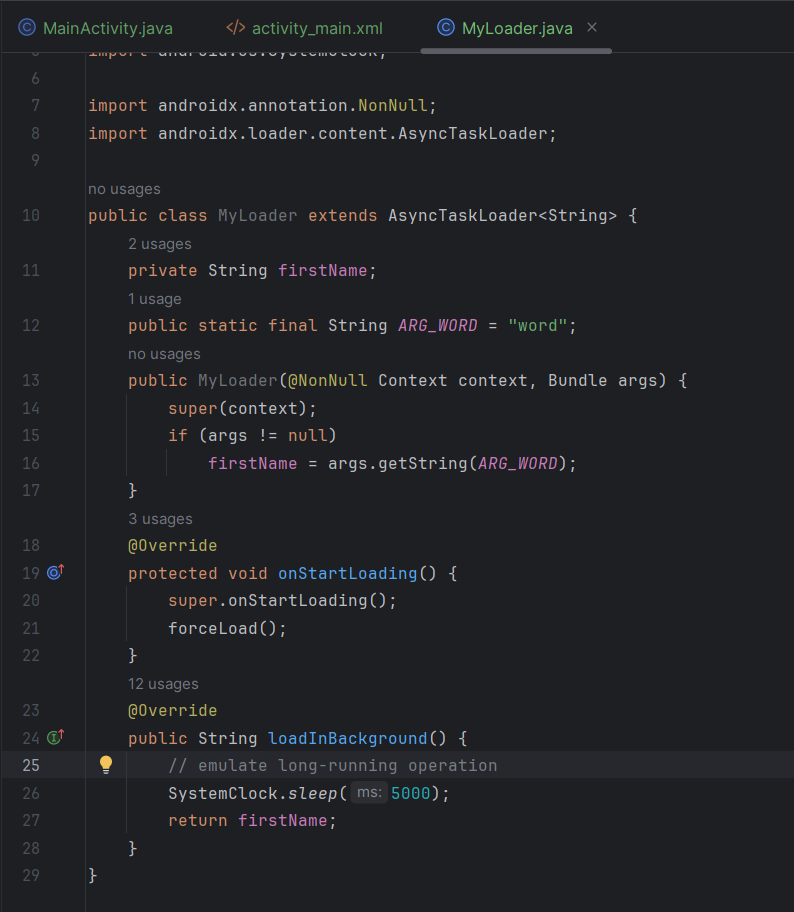 MainActivity.java activity_main.xml MyLoader.java
import android.os.SystemClock;
6
7 import androidx.annotation.NonNull;
8 import androidx.loader.content.AsyncTaskLoader;
9
no usages
10 public class MyLoader extends AsyncTaskLoader<String> {
2 usages
11 private String firstName;
1 usage
12 public static final String ARG_WORD = "word";
no usages
13 public MyLoader(@NonNull Context context, Bundle args) {
14 super(context);
15 if (args != null)
16 firstName = args.getString(ARG_WORD);
17 }
3 usages
18 @Override
19 protected void onStartLoading() {
20 super.onStartLoading();
21 forceLoad();
22 }
12 usages
23 @Override
24 public String loadInBackground() {
25 // emulate long-running operation
26 SystemClock.sleep( ms: 5000);
27 return firstName;
28 }
29 }